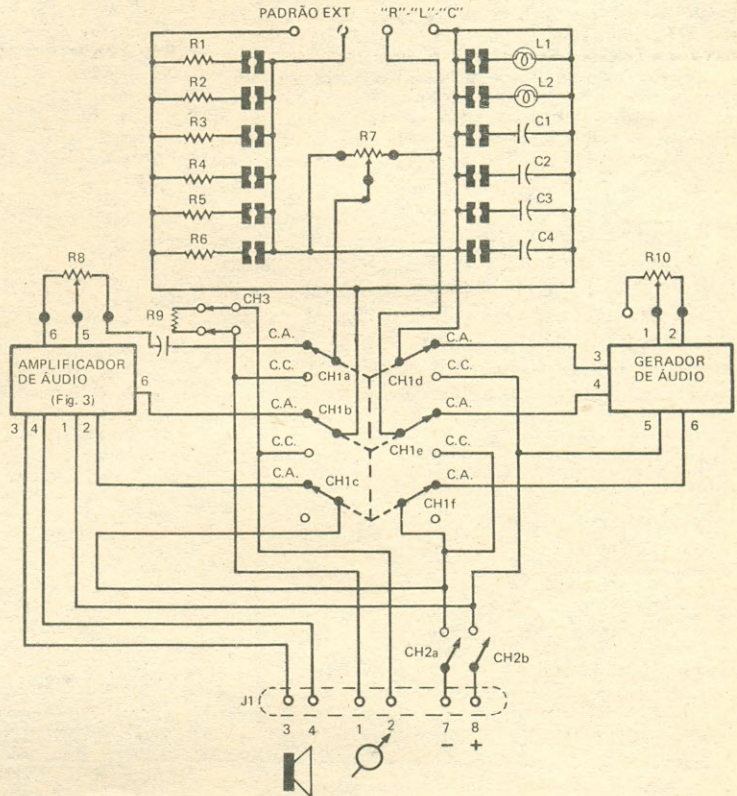 PADRÃO EXT "R"-"L"-"C"
R1
R2
R3
R4
R5
R6
R7
L1
L2
C1
C2
C3
C4
R8
6 5
R9
CH3
R10
1 2
AMPLIFICADOR
DE ÁUDIO
(Fig. 3)
6
3 4 1 2
C.A.
C.C.
CH1a
C.A.
CH1b
C.C.
C.A.
CH1c
C.A.
CH1d
C.C.
C.A.
CH1e
C.C.
C.A.
CH1f
3
4
GERADOR
DE ÁUDIO
5 6
CH2a
CH2b
J1
3 4 1 2 7 8
- +